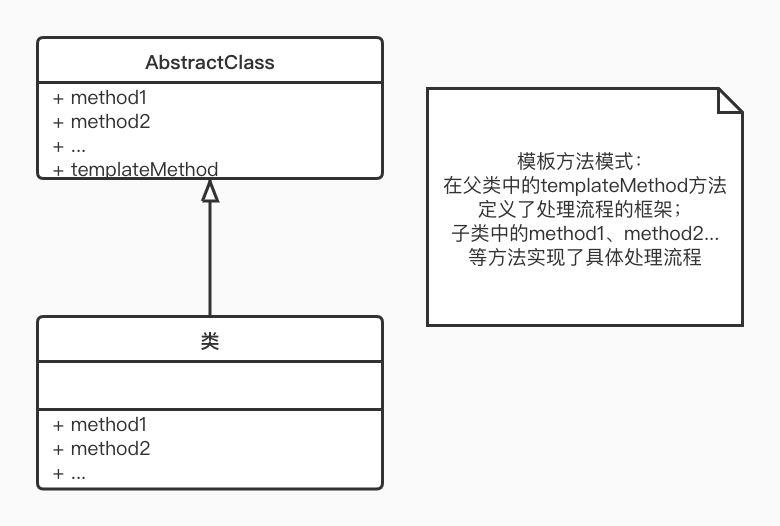 AbstractClass
+ method1
+ method2
+ ...
+ templateMethod
模板方法模式：
在父类中的templateMethod方法
定义了处理流程的框架；
子类中的method1、method2...
等方法实现了具体处理流程
类
+ method1
+ method2
+ ...